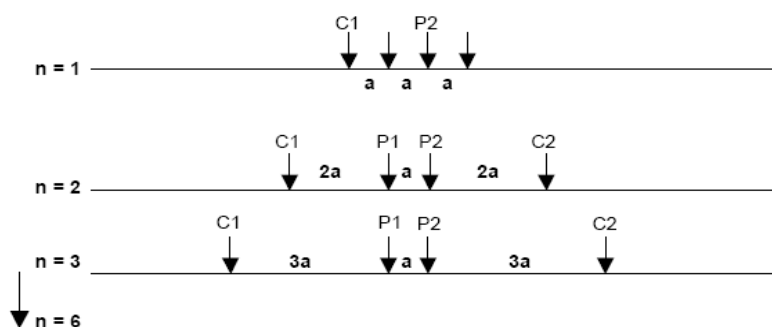 C1 P2
n = 1
a a a
C1 P1 P2 C2
2a a 2a
n = 2
C1 P1 P2 C2
n = 3 3a a 3a
n = 6